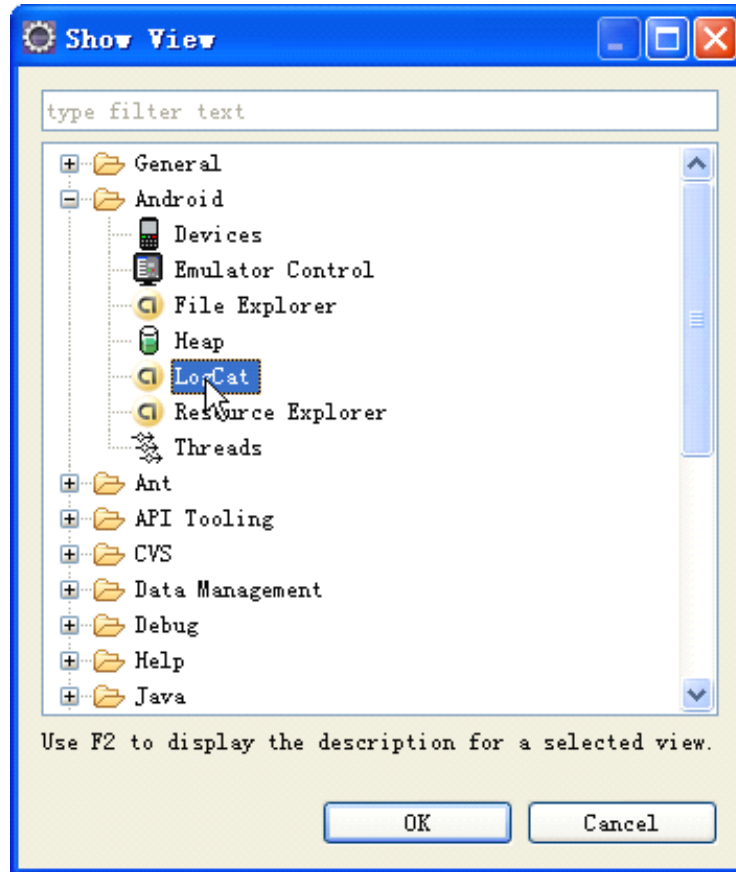 Show View
type filter text
General
Android
Devices
Emulator Control
File Explorer
Heap
LogCat
Resource Explorer
Threads
Ant
API Tooling
CVS
Data Management
Debug
Help
Java
Use F2 to display the description for a selected view.
OK Cancel